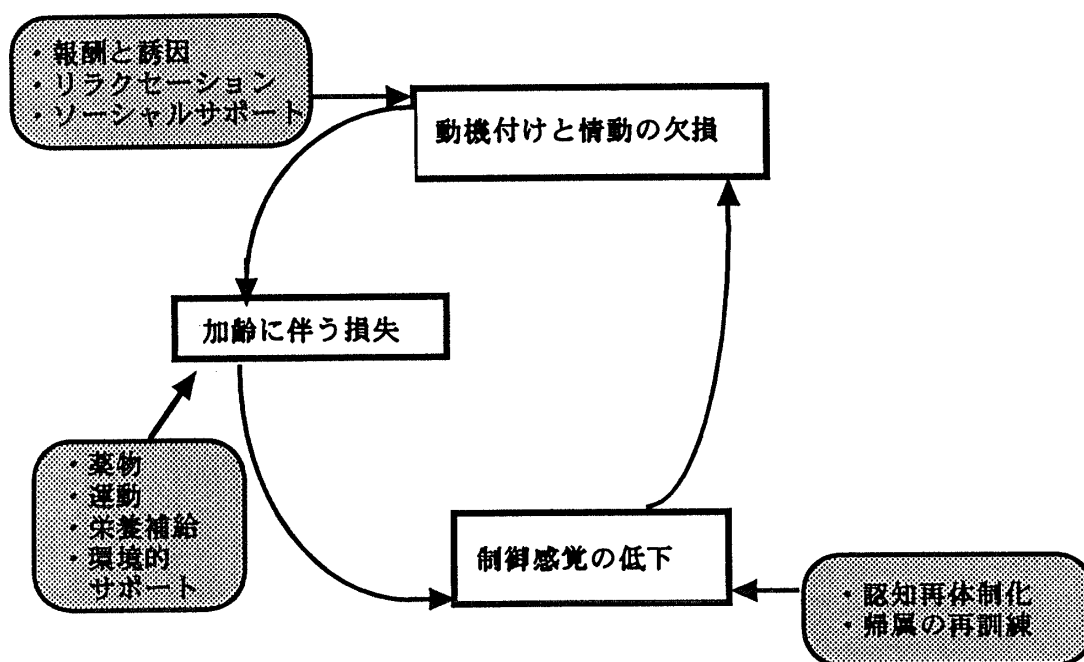 ・報酬と誘因
・リラクセーション
・ソーシャルサポート
動機付けと情動の欠損
加齢に伴う損失
・薬物
・運動
・栄養補給
・環境的
サポート
制御感覚の低下
・認知再体制化
・帰属の再訓練